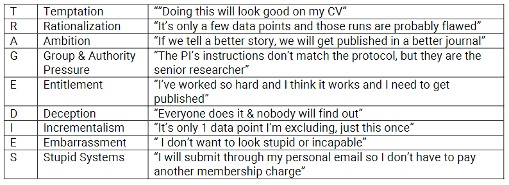 T Temptation ““Doing this will look good on my CV”
R Rationalization “It’s only a few data points and those runs are probably flawed”
A Ambition “If we tell a better story, we will get published in a better journal”
G Group & Authority “The PI’s instructions don’t match the protocol, but they are the
Pressure senior researcher”
E Entitlement “I’ve worked so hard and I think it works and I need to get
published”
D Deception “Everyone does it & nobody will find out”
I Incrementalism “It’s only 1 data point I’m excluding, just this once”
E Embarrassment “ I don’t want to look stupid or incapable”
S Stupid Systems “I will submit through my personal email so I don’t have to pay
another membership charge”